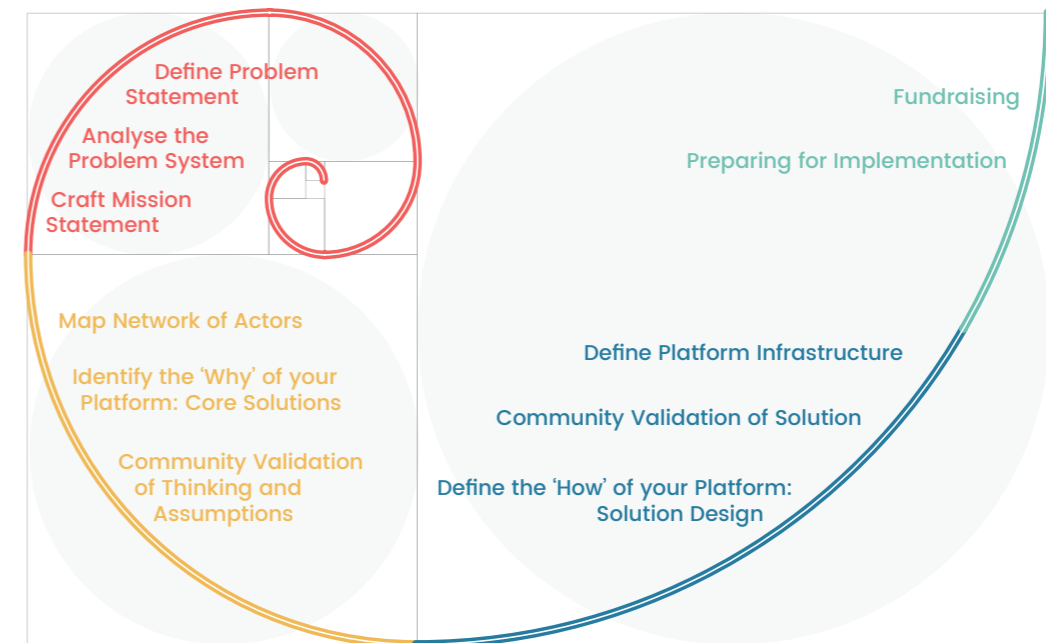 Define Problem
Statement
Analyse the
Problem System
Craft Mission
Statement
Map Network of Actors
Identify the ‘Why’ of your
Platform: Core Solutions
Community Validation
of Thinking and
Assumptions
Define the ‘How’ of your Platform:
Solution Design
Community Validation of Solution
Define Platform Infrastructure
Preparing for Implementation
Fundraising